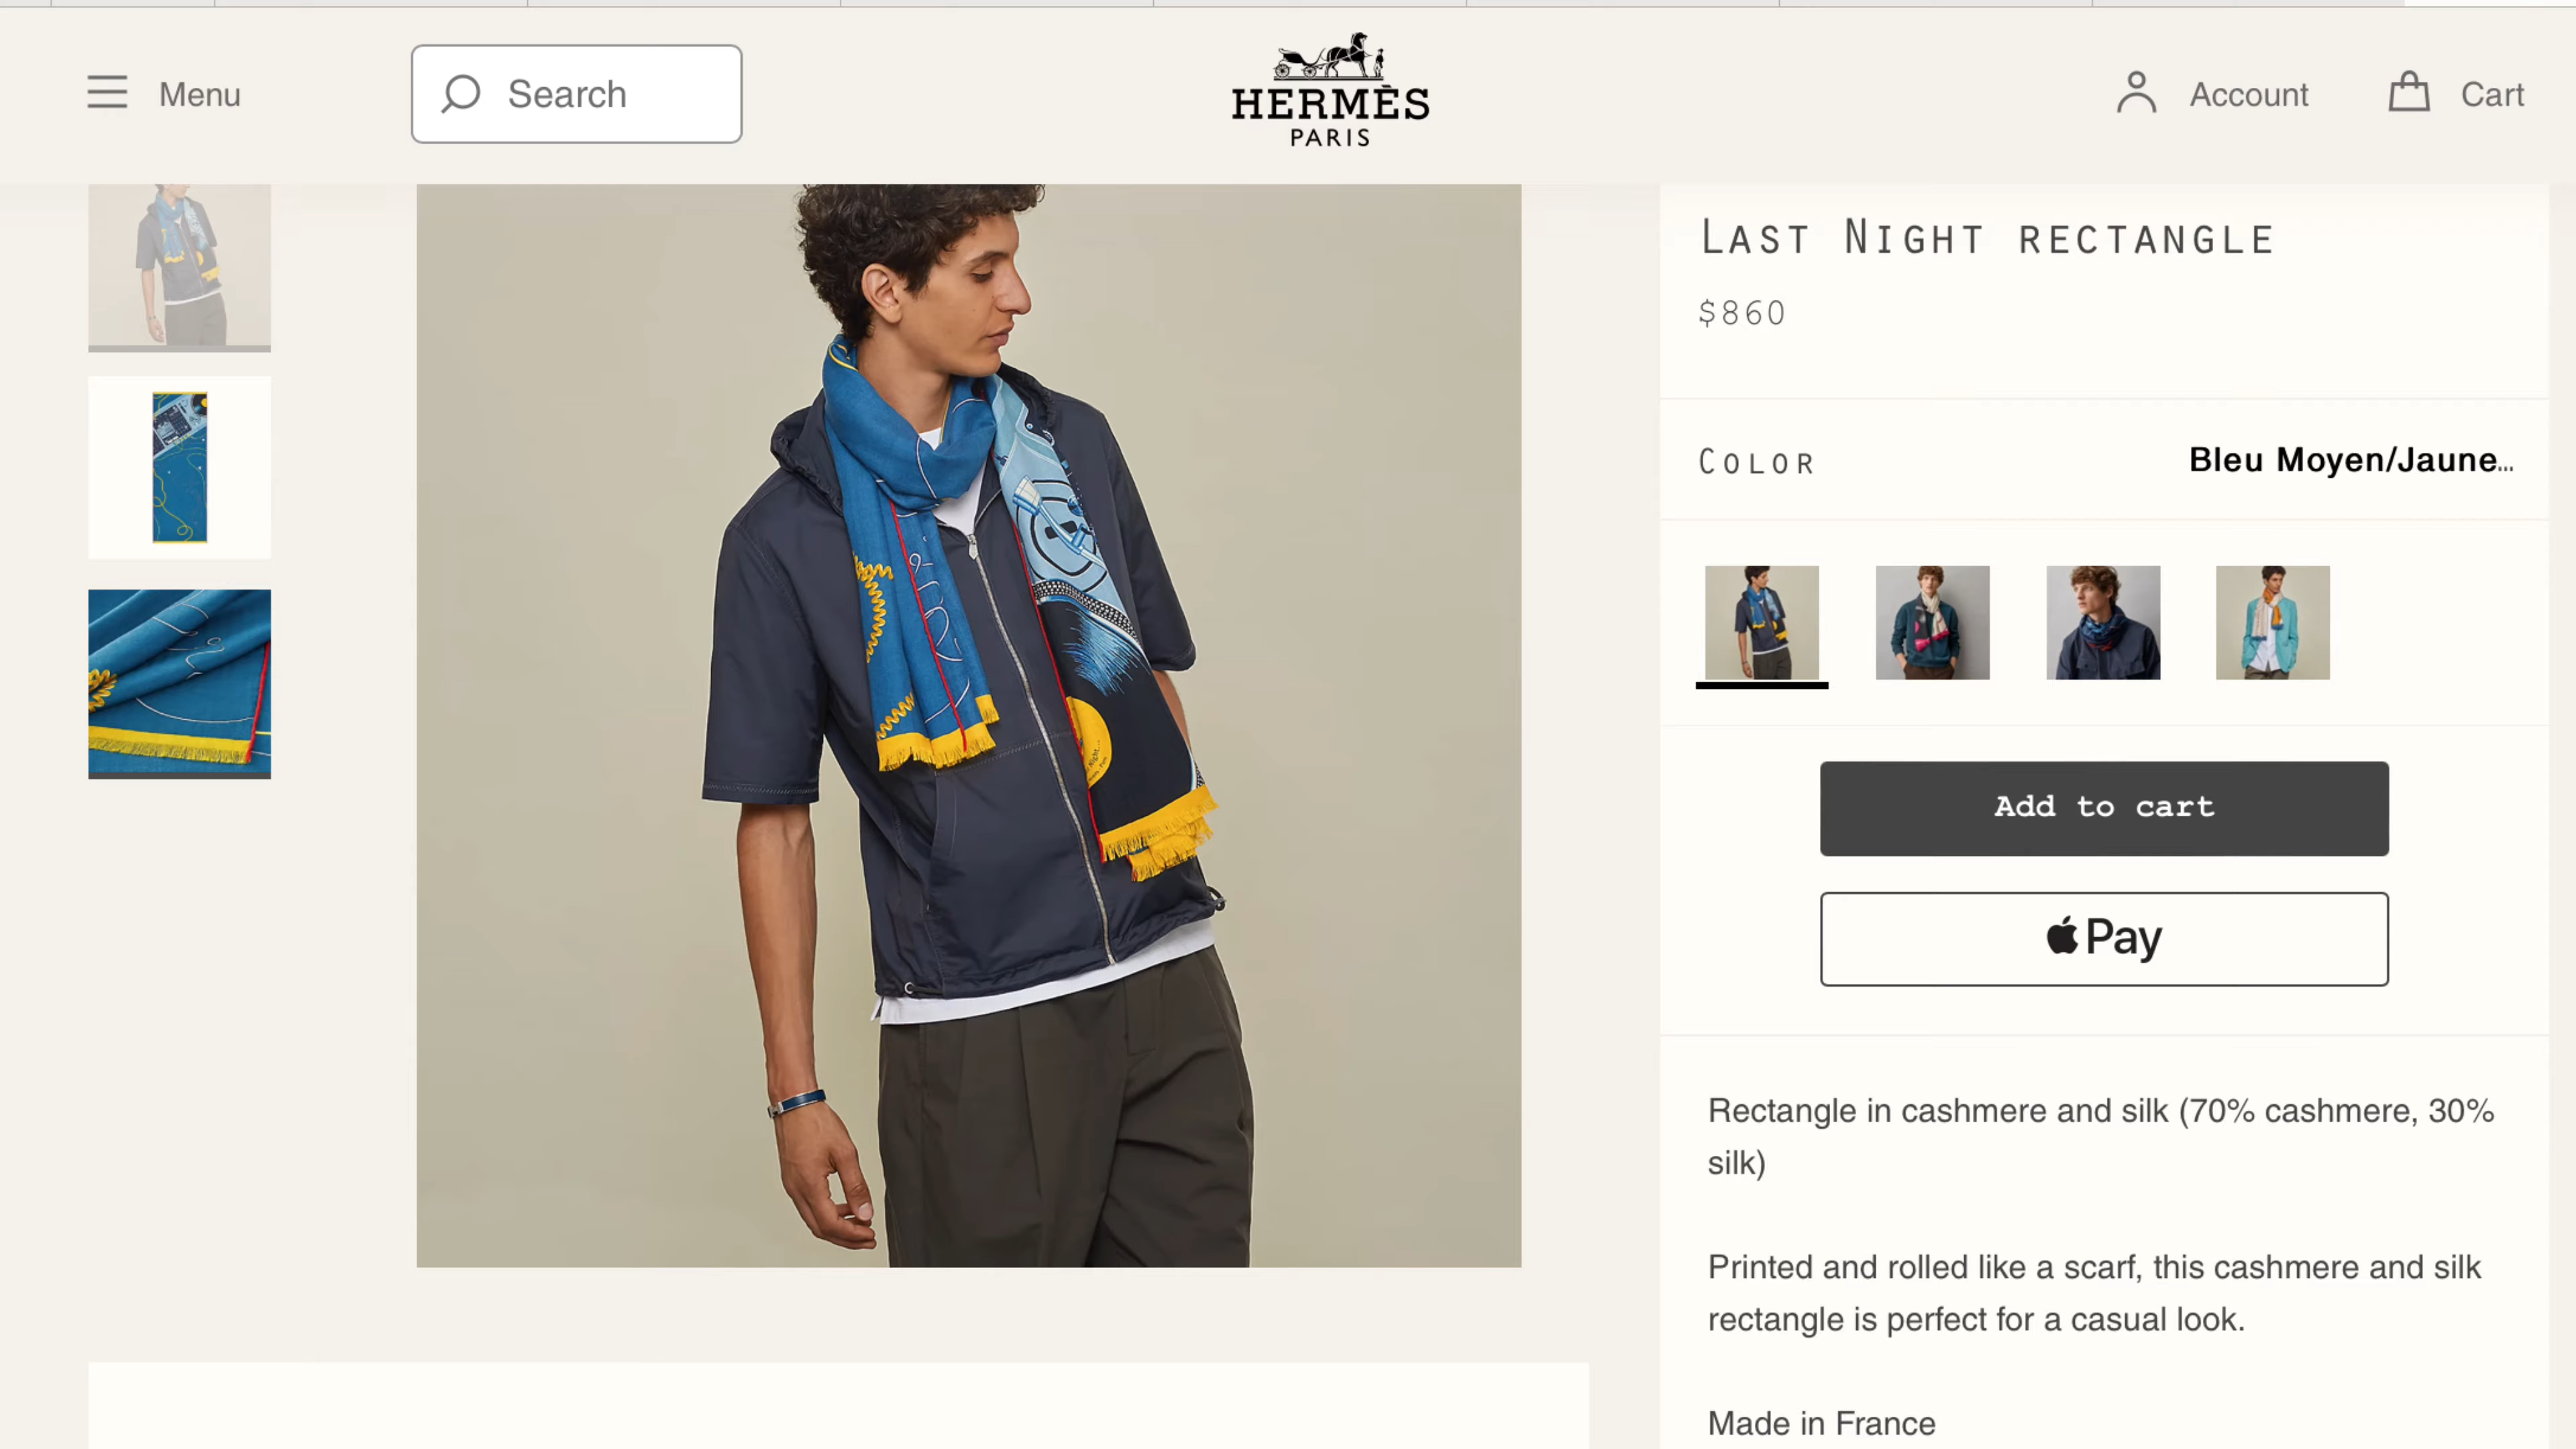 Menu
Search
HERMÈS
PARIS
Account
Cart
Last Night rectangle
$860
Color
Bleu Moyen/Jaune...
Add to cart
Pay
Rectangle in cashmere and silk (70% cashmere, 30%
silk)
Printed and rolled like a scarf, this cashmere and silk
rectangle is perfect for a casual look.
Made in France